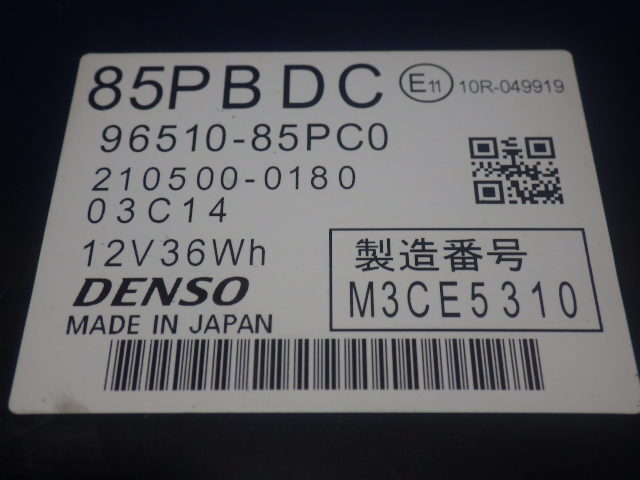 85PBDC E11 10R-049919
96510-85PC0
210500-0180
03C14
12V36Wh
製造番号
DENSO
M3CE5310
MADE IN JAPAN